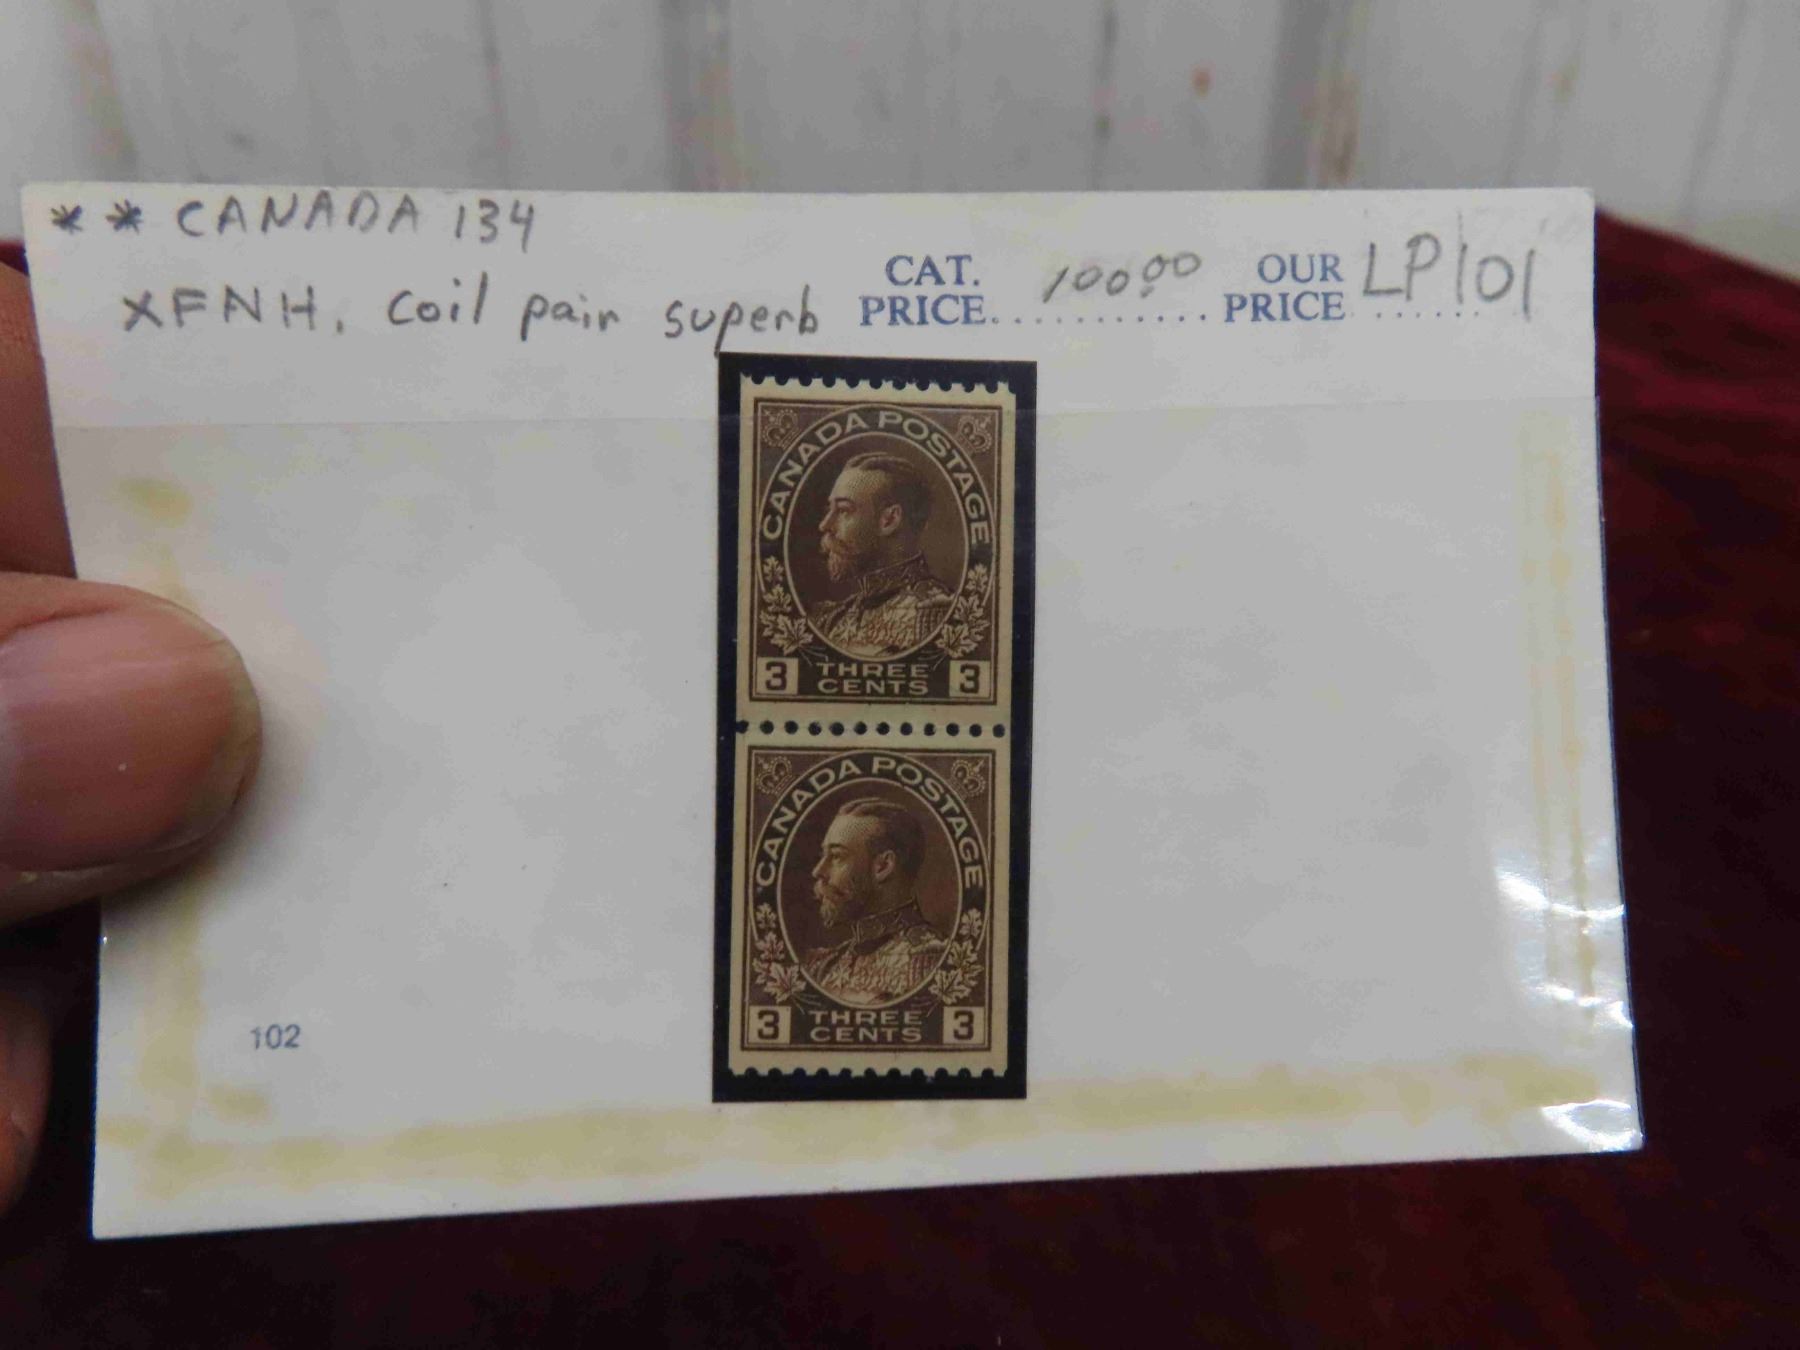 ** CANADA 134
XFNH. coil pair superb
CAT. PRICE............ 100.00 OUR PRICE....... LP101
CANADA POSTAGE
3 THREE CENTS 3
CANADA POSTAGE
3 THREE CENTS 3
102